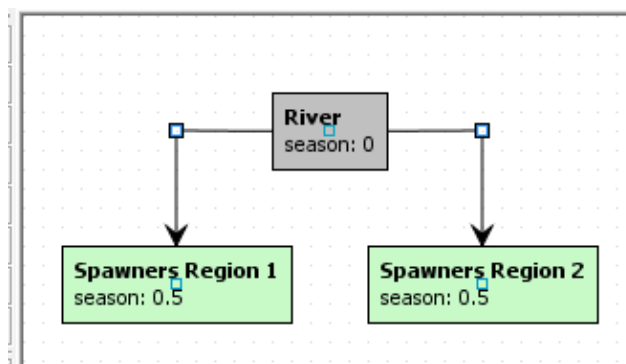 River
season: 0
Spawners Region 1
season: 0.5
Spawners Region 2
season: 0.5